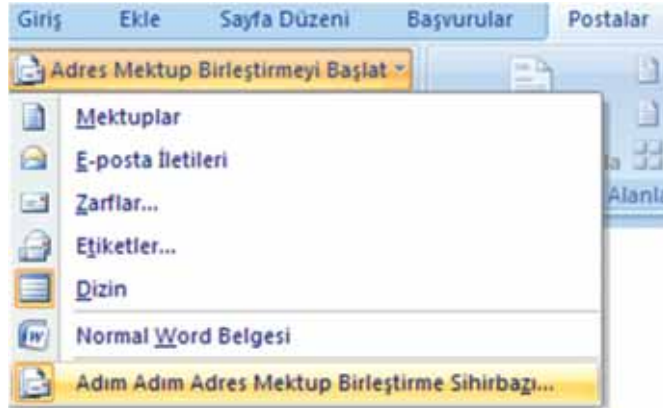 Giriş Ekle Sayfa Düzeni Başvurular Postalar
Adres Mektup Birleştirmeyi Başlat
Mektuplar
E-posta İletileri
Zarflar...
Etiketler...
Dizin
Normal Word Belgesi
Adım Adım Adres Mektup Birleştirme Sihirbazı...